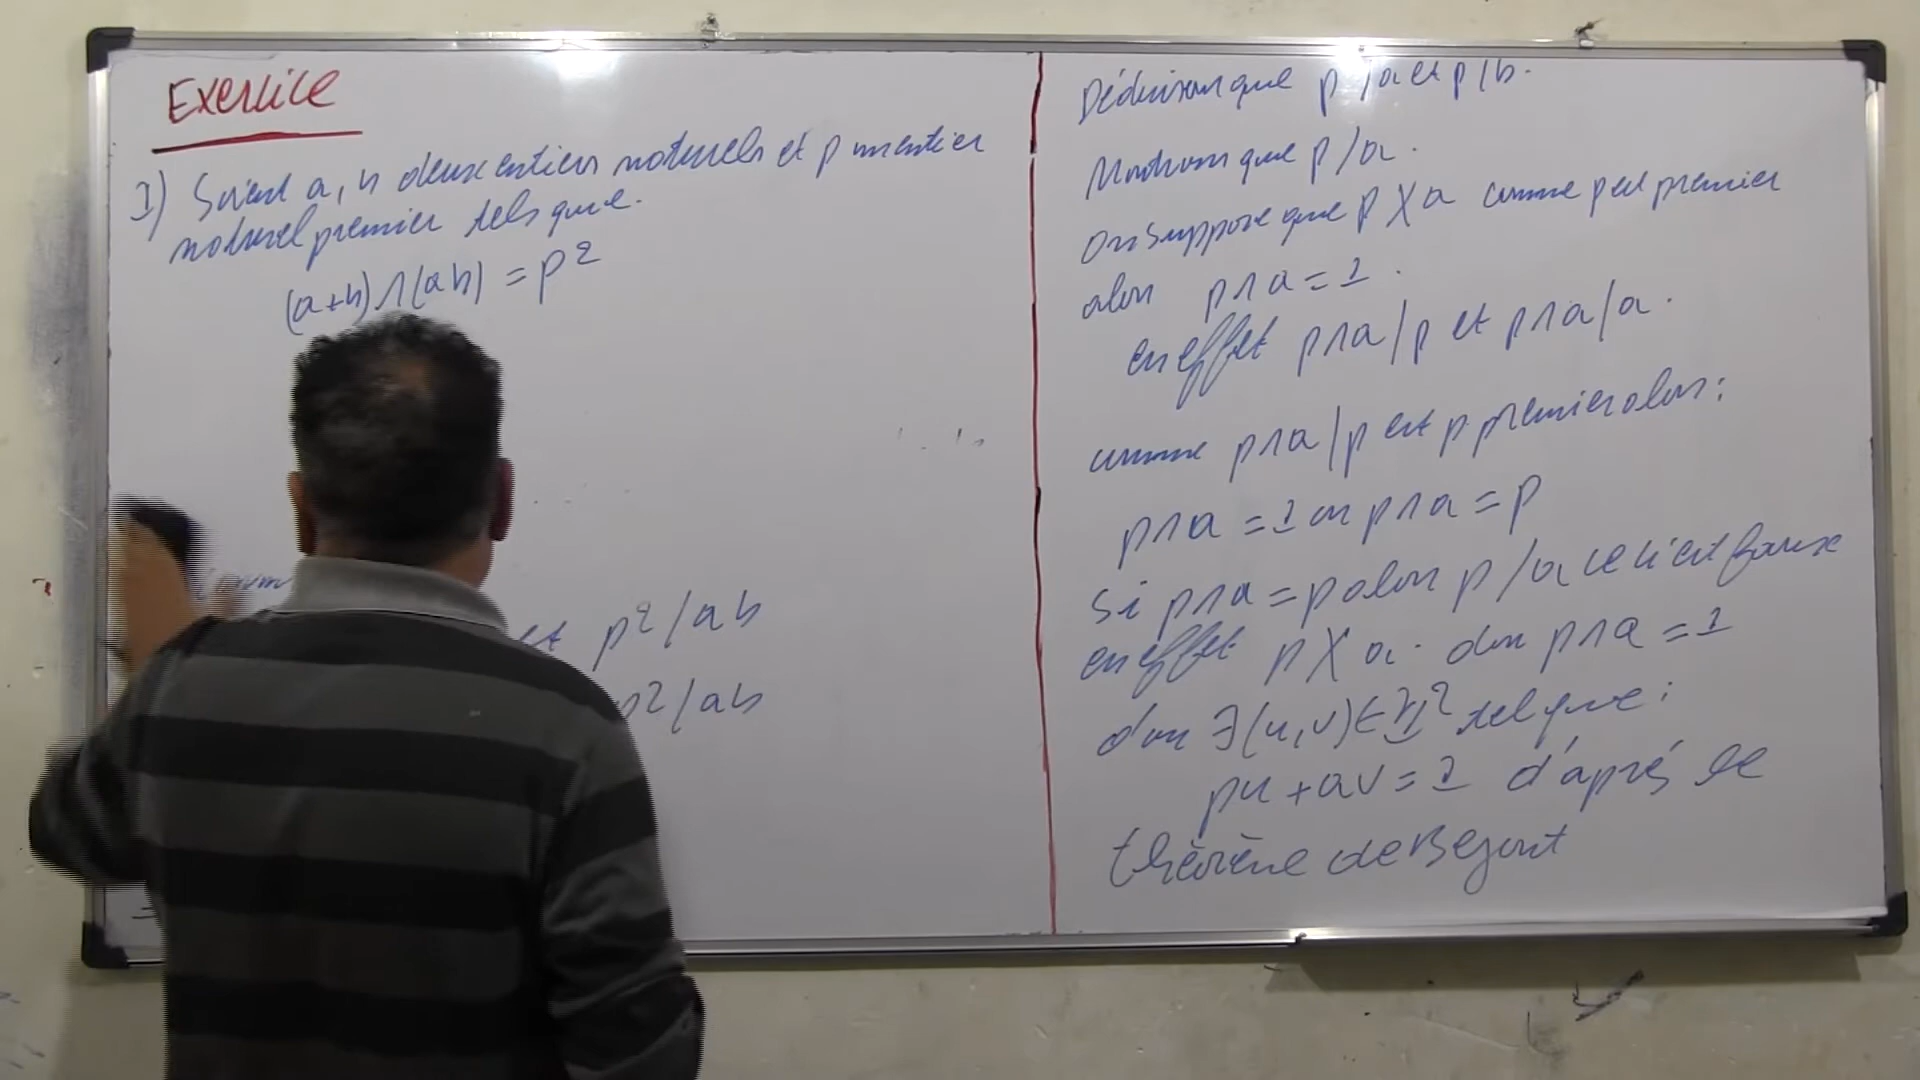 Exercice
1) Soient a, b deux entiers naturels et p un entier
naturel premier tels que.
(a+b)∧(ab) = p²
et p²/ab
p²/ab
Déduisons que p/a et p/b.
Montrons que p/a.
On suppose que p∤a comme p est premier
alors p∧a = 1.
en effet p∧a/p et p∧a/a.
comme p∧a/p et p premier alors :
p∧a = 1 ou p∧a = p
Si p∧a = p alors p/a ce ci est faux
en effet p∤a. donc p∧a = 1
donc ∃(u,v)∈ℤ² tel que :
pu + av = 1 d'après le
théorème de Bezout